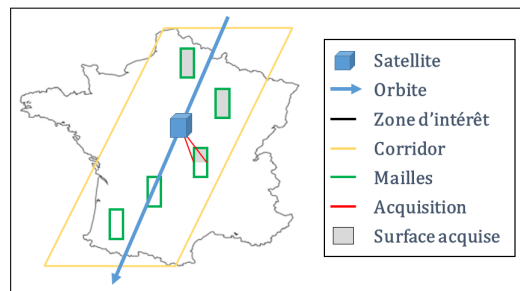 Satellite
Orbite
Zone d'intérêt
Corridor
Mailles
Acquisition
Surface acquise